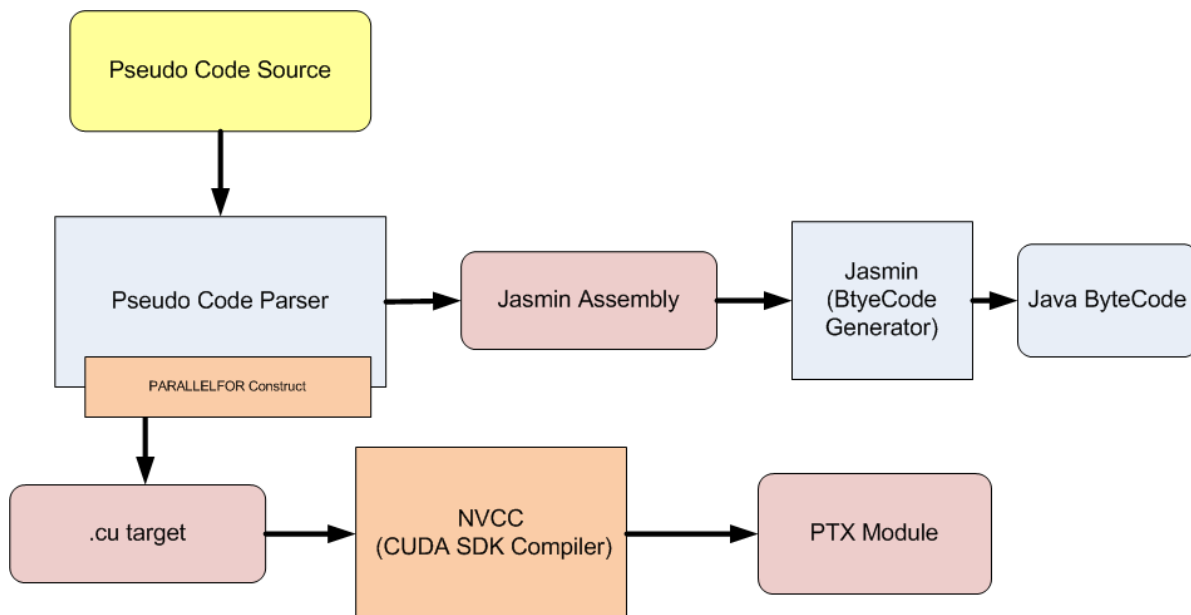 Pseudo Code Source
Pseudo Code Parser
Jasmin Assembly
Jasmin
(BtyeCode
Generator)
Java ByteCode
PARALLELFOR Construct
.cu target
NVCC
(CUDA SDK Compiler)
PTX Module